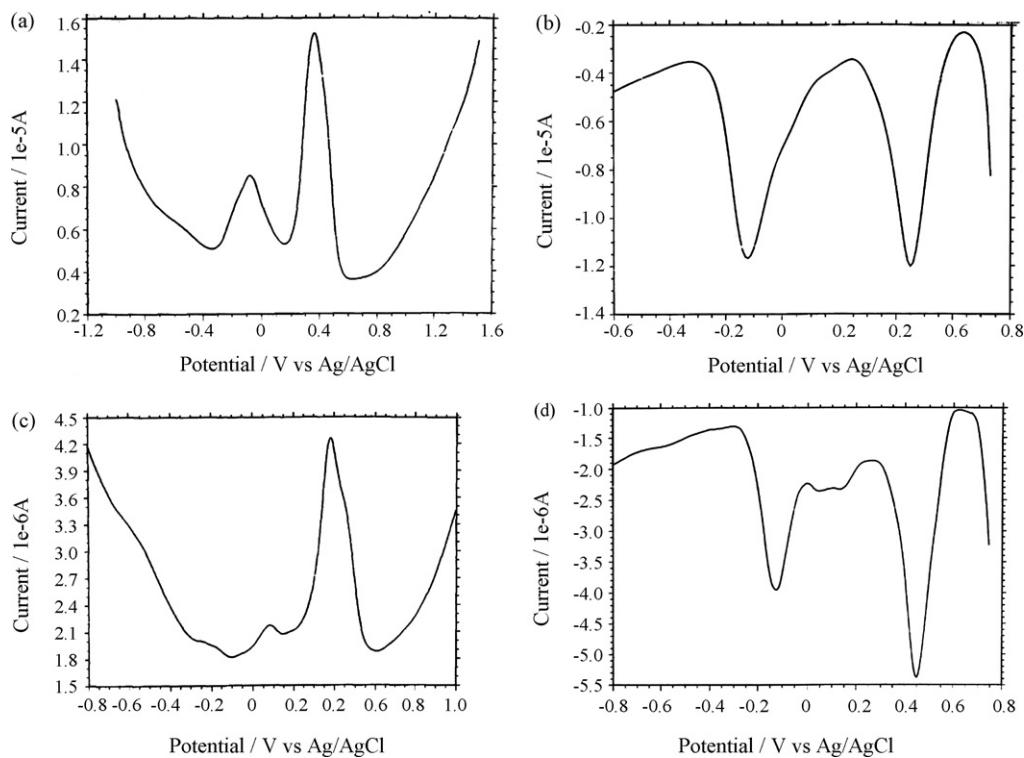 (a)
1.6
1.4
1.2
1.0
0.8
0.6
0.4
0.2
Current / 1e-5A
-1.2 -0.8 -0.4 0 0.4 0.8 1.2 1.6
Potential / V vs Ag/AgCl
(b)
-0.2
-0.4
-0.6
-0.8
-1.0
-1.2
-1.4
Current / 1e-5A
-0.6 -0.4 -0.2 0 0.2 0.2 0.6 0.8
Potential / V vs Ag/AgCl
(c)
4.5
4.2
3.9
3.6
3.0
2.7
2.4
2.1
1.8
1.5
Current / 1e-6A
-0.8 -0.6 -0.4 -0.2 0 0.2 0.4 0.6 0.8 1.0
Potential / V vs Ag/AgCl
(d)
-1.0
-1.5
-2.0
-2.5
-3.0
-3.5
-4.0
-4.5
-5.0
-5.5
Current / 1e-6A
-0.8 -0.6 -0.4 -0.2 0 0.2 0.4 0.6 0.8
Potential / V vs Ag/AgCl